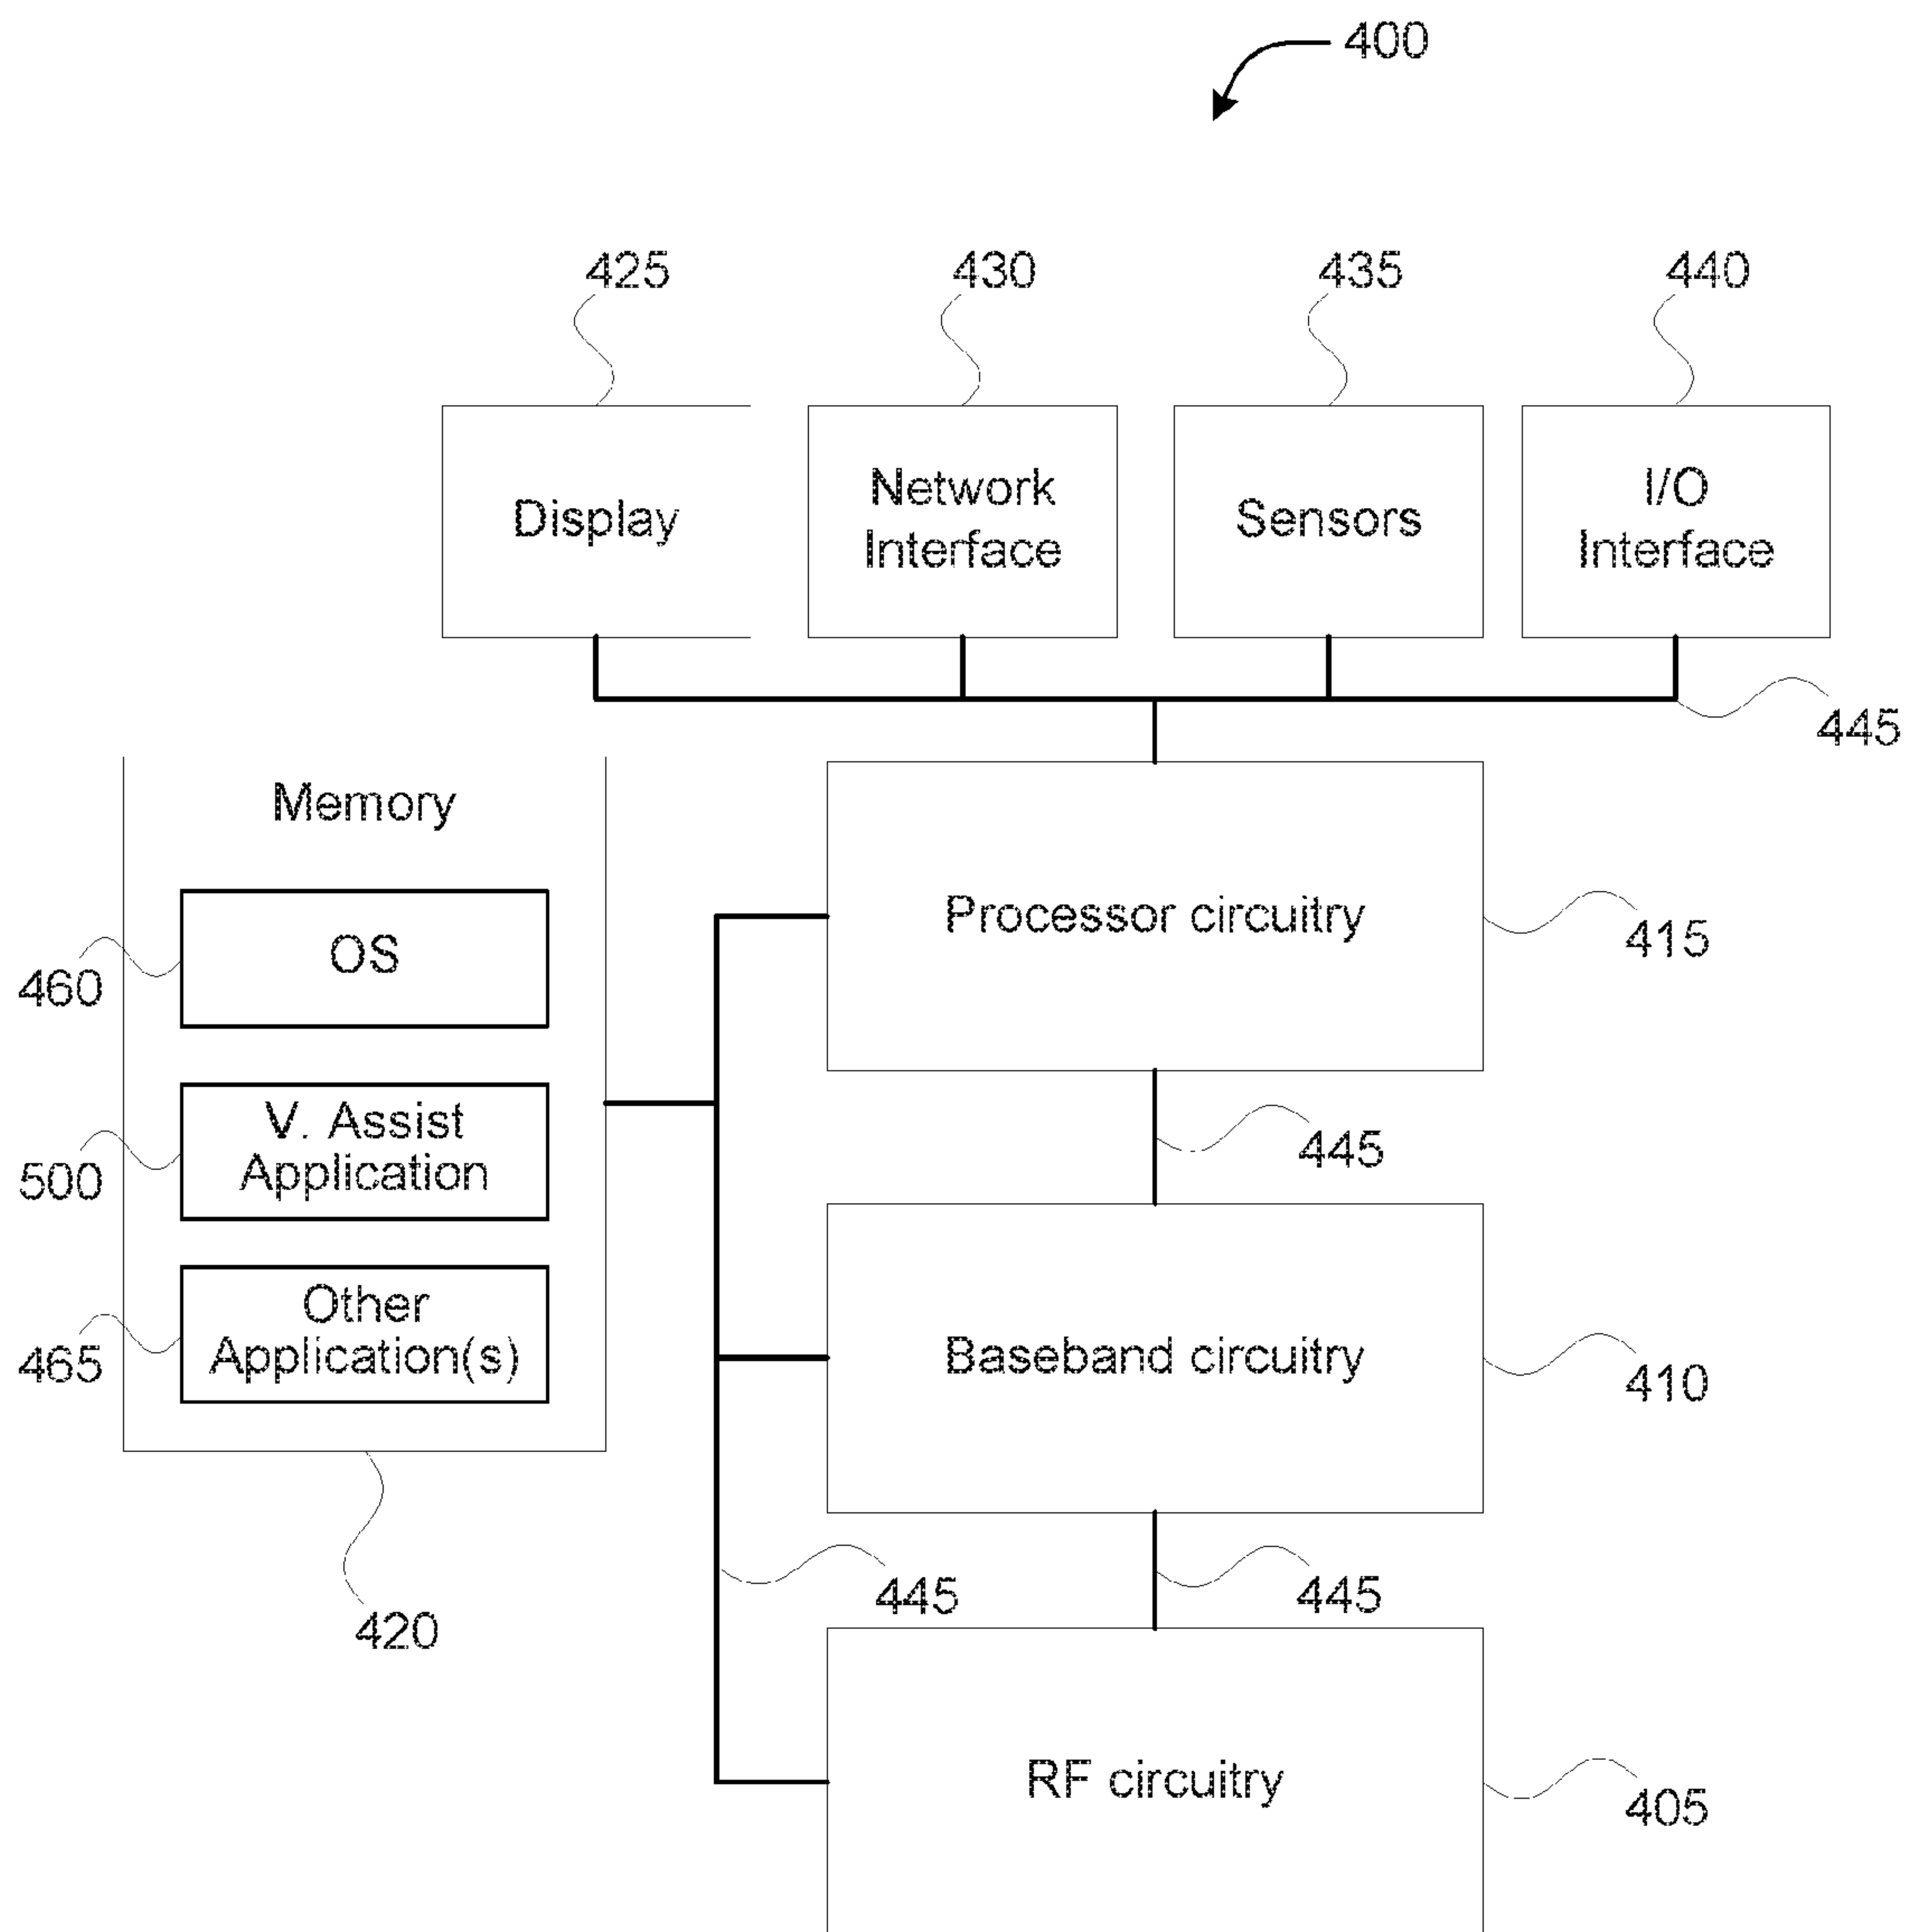 400
425
430
435
440
Display
Network
Interface
Sensors
I/O
Interface
445
Memory
OS
460
V. Assist
Application
500
Other
Application(s)
465
420
Processor circuitry
415
445
Baseband circuitry
410
445
445
RF circuitry
405